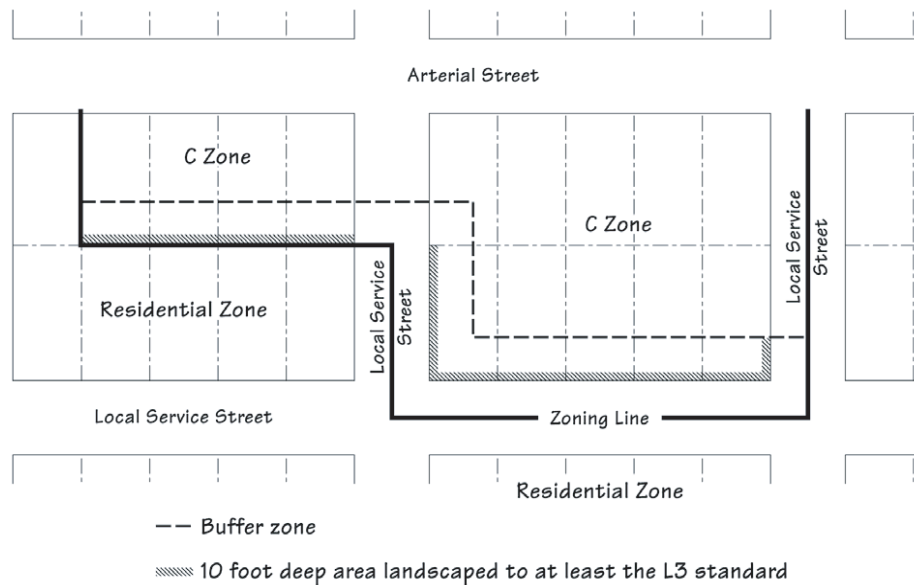 Arterial Street
C Zone
C Zone
Local Service
Street
Residential Zone
Local Service
Street
Local Service Street
Zoning Line
Residential Zone
Buffer zone
10 foot deep area landscaped to at least the L3 standard